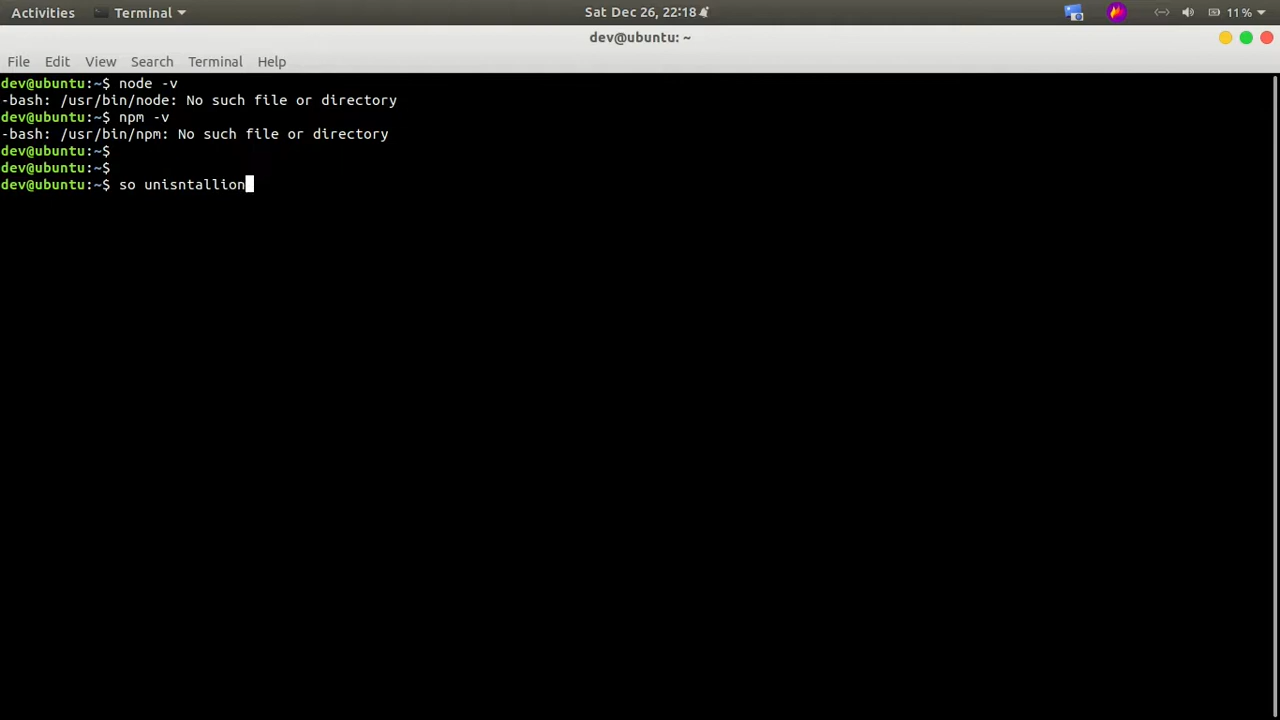 Activities Terminal Sat Dec 26, 22:18 11%
dev@ubuntu: ~
File Edit View Search Terminal Help
dev@ubuntu:~$ node -v
-bash: /usr/bin/node: No such file or directory
dev@ubuntu:~$ npm -v
-bash: /usr/bin/npm: No such file or directory
dev@ubuntu:~$
dev@ubuntu:~$
dev@ubuntu:~$ so unisntallion